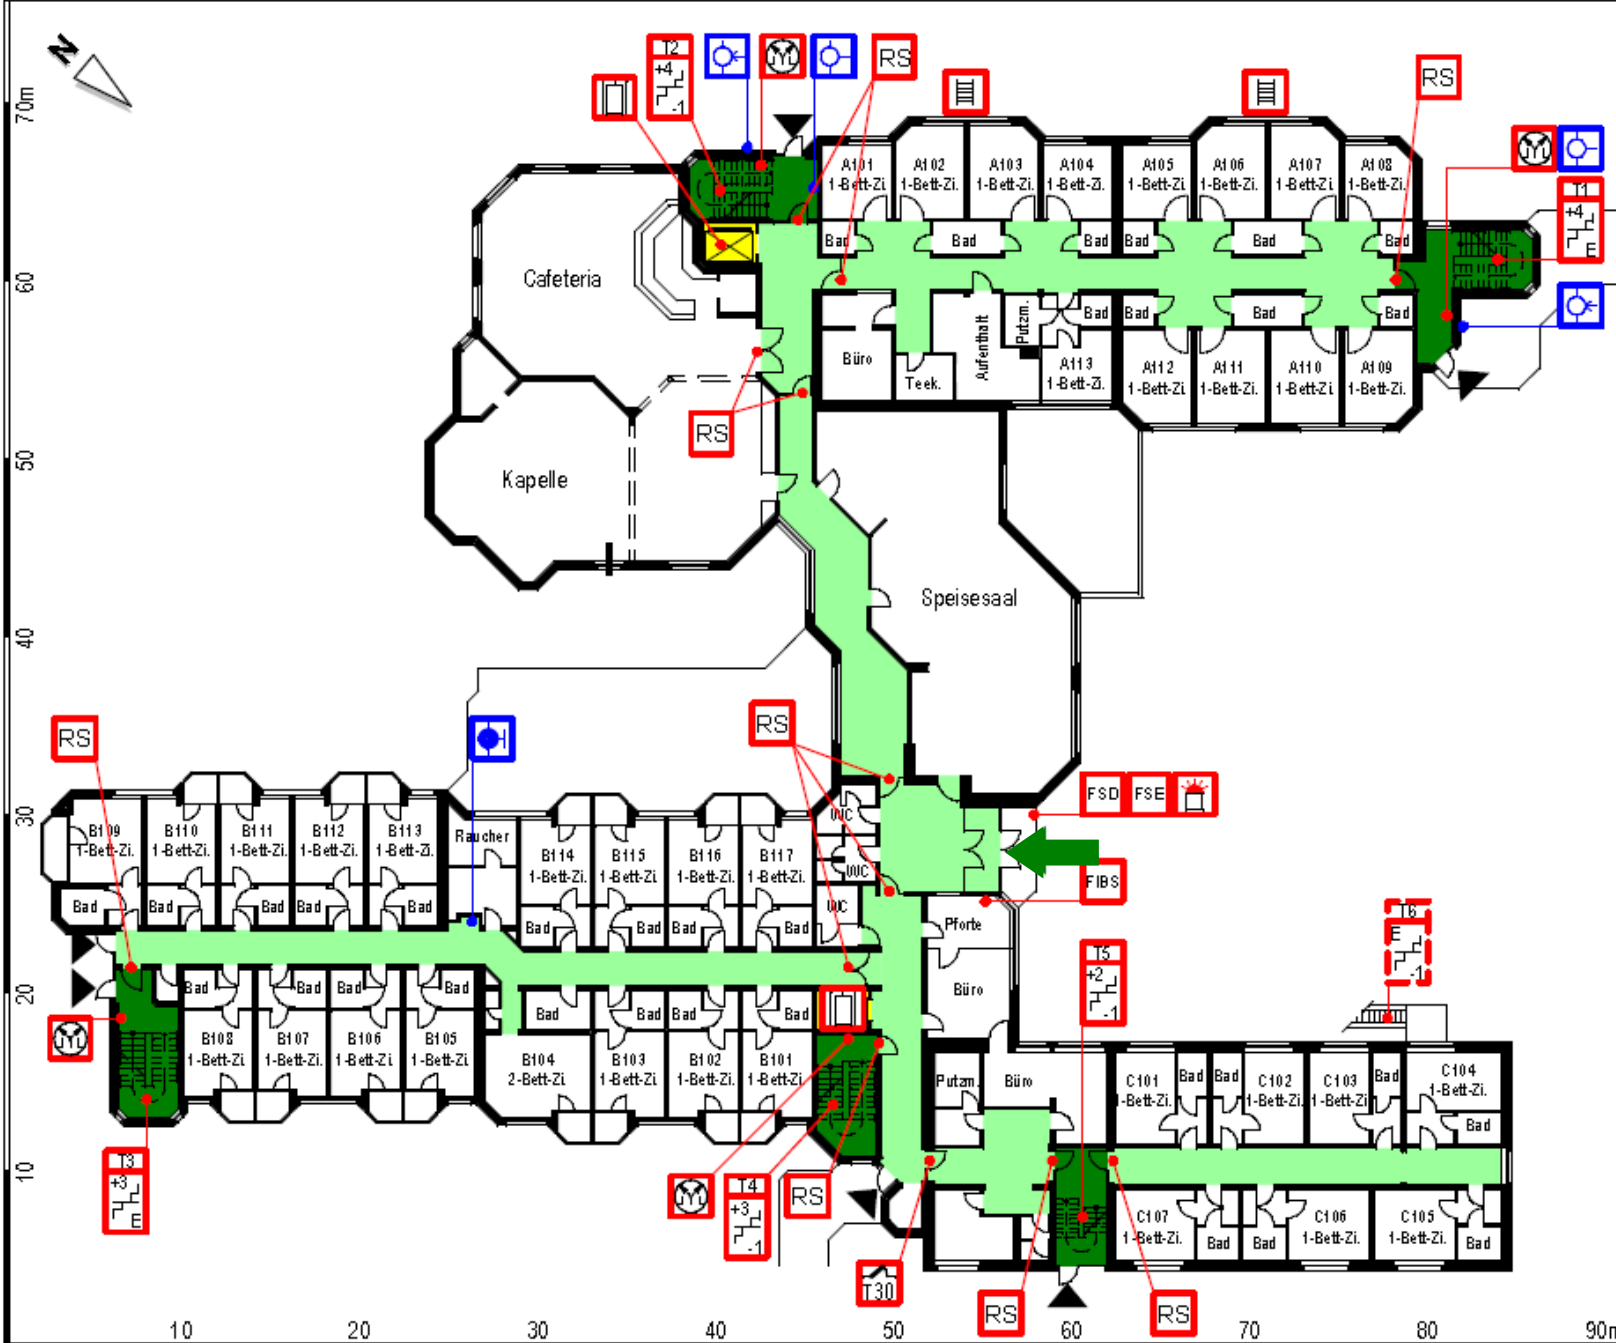 N
70m
60
50
40
30
20
10
10
20
30
40
50
60
70
80
90m
T2
+4
-1
RS
RS
T1
+4
E
A101
1-Bett-Zi.
A102
1-Bett-Zi.
A103
1-Bett-Zi.
A104
1-Bett-Zi.
A105
1-Bett-Zi.
A106
1-Bett-Zi.
A107
1-Bett-Zi.
A108
1-Bett-Zi.
Bad
Bad
Bad
Bad
Bad
Bad
Cafeteria
Büro
Teek.
Aufenthalt
Putzm.
Bad
A113
1-Bett-Zi.
Bad
Bad
Bad
A112
1-Bett-Zi.
A111
1-Bett-Zi.
A110
1-Bett-Zi.
A109
1-Bett-Zi.
RS
Kapelle
Speisesaal
RS
RS
FSD
FSE
FIBS
B109
1-Bett-Zi.
B110
1-Bett-Zi.
B111
1-Bett-Zi.
B112
1-Bett-Zi.
B113
1-Bett-Zi.
Raucher
B114
1-Bett-Zi.
B115
1-Bett-Zi.
B116
1-Bett-Zi.
B117
1-Bett-Zi.
WC
WC
WC
Bad
Bad
Bad
Bad
Bad
Bad
Bad
Bad
Bad
Pforte
Büro
Bad
Bad
Bad
Bad
Bad
Bad
Bad
Bad
B108
1-Bett-Zi.
B107
1-Bett-Zi.
B106
1-Bett-Zi.
B105
1-Bett-Zi.
B104
2-Bett-Zi.
B103
1-Bett-Zi.
B102
1-Bett-Zi.
B101
1-Bett-Zi.
T5
+2
-1
T6
E
-1
Putzm.
Büro
C101
1-Bett-Zi.
Bad
Bad
C102
1-Bett-Zi.
C103
1-Bett-Zi.
Bad
C104
1-Bett-Zi.
Bad
T3
+3
E
T4
+3
-1
RS
T30
RS
RS
C107
1-Bett-Zi.
Bad
Bad
C106
1-Bett-Zi.
C105
1-Bett-Zi.
Bad